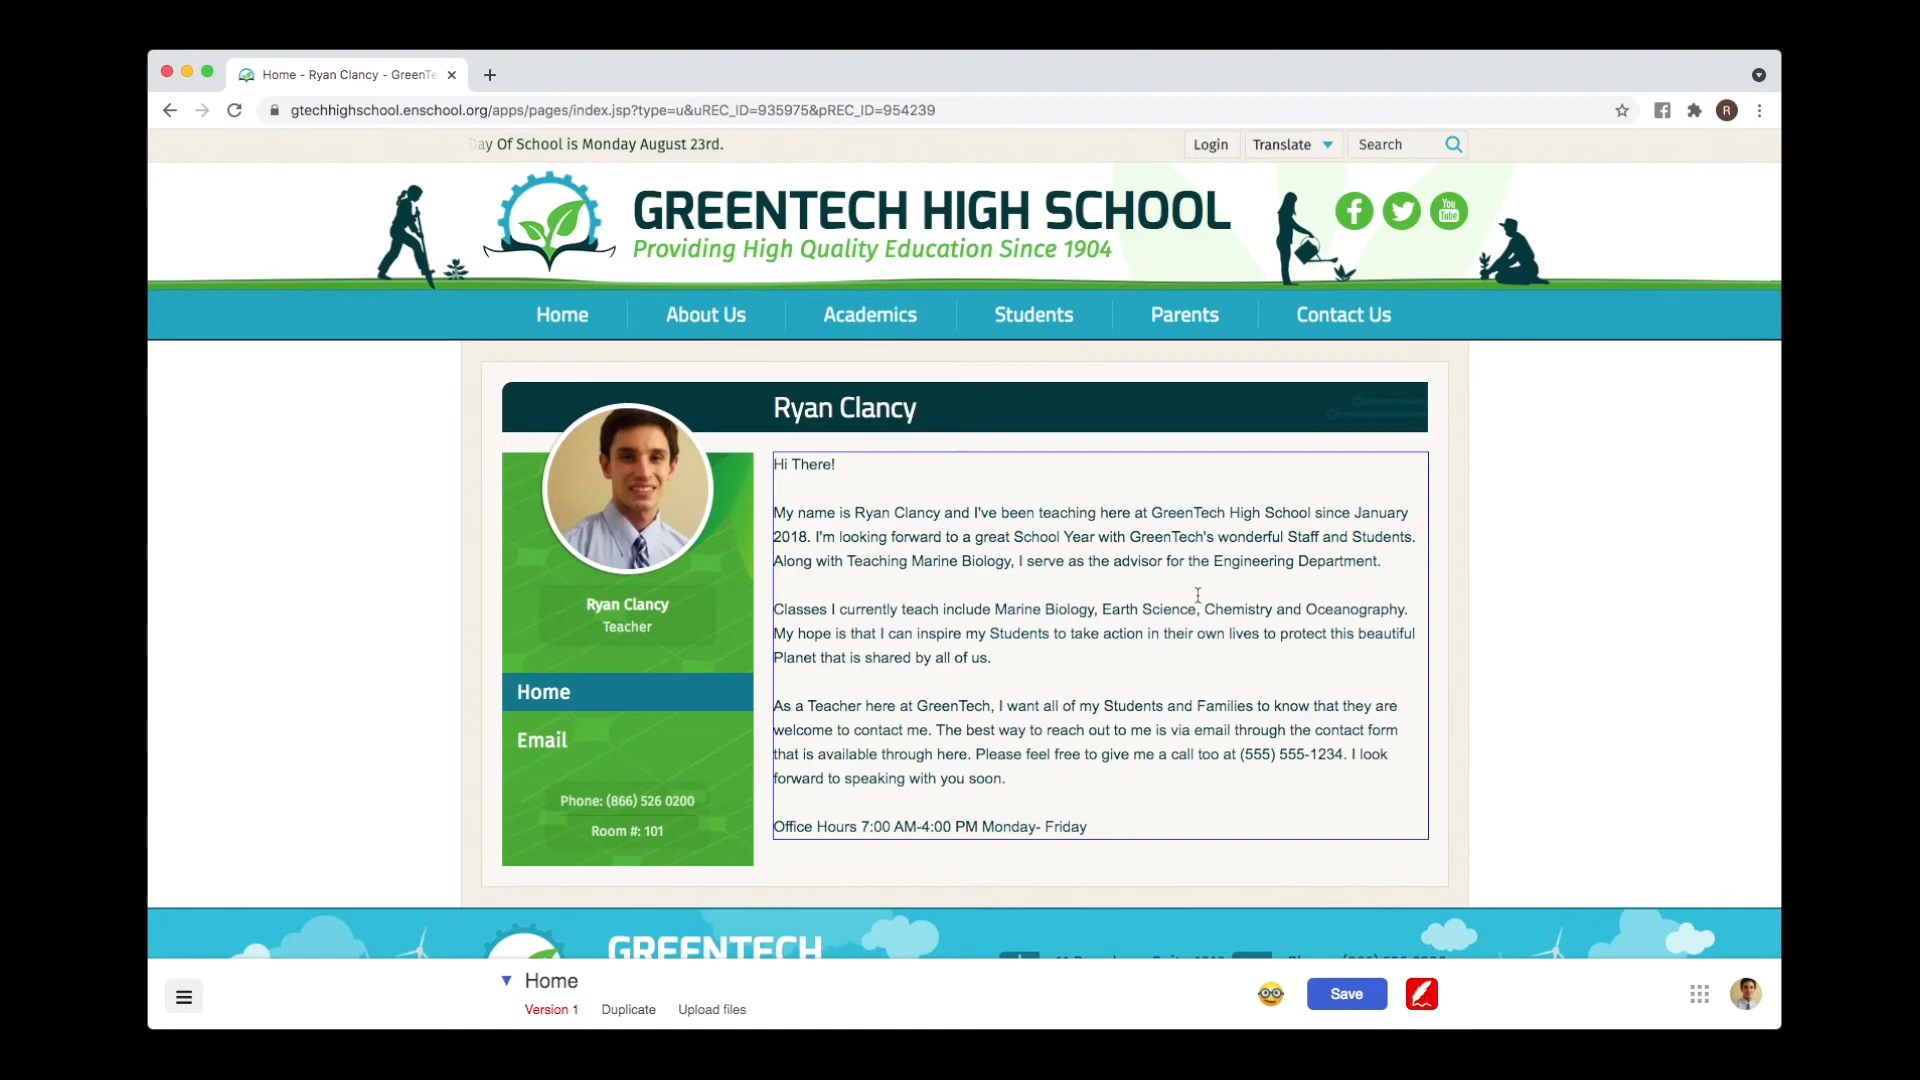 Home - Ryan Clancy - GreenTe
gtechhighschool.enschool.org/apps/pages/index.jsp?type=u&uREC_ID=935975&pREC_ID=954239
R
Day Of School is Monday August 23rd.
Login
Translate
Search
GREENTECH HIGH SCHOOL
Providing High Quality Education Since 1904
You
Tube
Home
About Us
Academics
Students
Parents
Contact Us
Ryan Clancy
Ryan Clancy
Teacher
Home
Email
Phone: (866) 526 0200
Room #: 101
Hi There!
My name is Ryan Clancy and I've been teaching here at GreenTech High School since January
2018. I'm looking forward to a great School Year with GreenTech's wonderful Staff and Students.
Along with Teaching Marine Biology, I serve as the advisor for the Engineering Department.
Classes I currently teach include Marine Biology, Earth Science, Chemistry and Oceanography.
My hope is that I can inspire my Students to take action in their own lives to protect this beautiful
Planet that is shared by all of us.
As a Teacher here at GreenTech, I want all of my Students and Families to know that they are
welcome to contact me. The best way to reach out to me is via email through the contact form
that is available through here. Please feel free to give me a call too at (555) 555-1234. I look
forward to speaking with you soon.
Office Hours 7:00 AM-4:00 PM Monday- Friday
GREENTECH
Home
Version 1
Duplicate
Upload files
Save